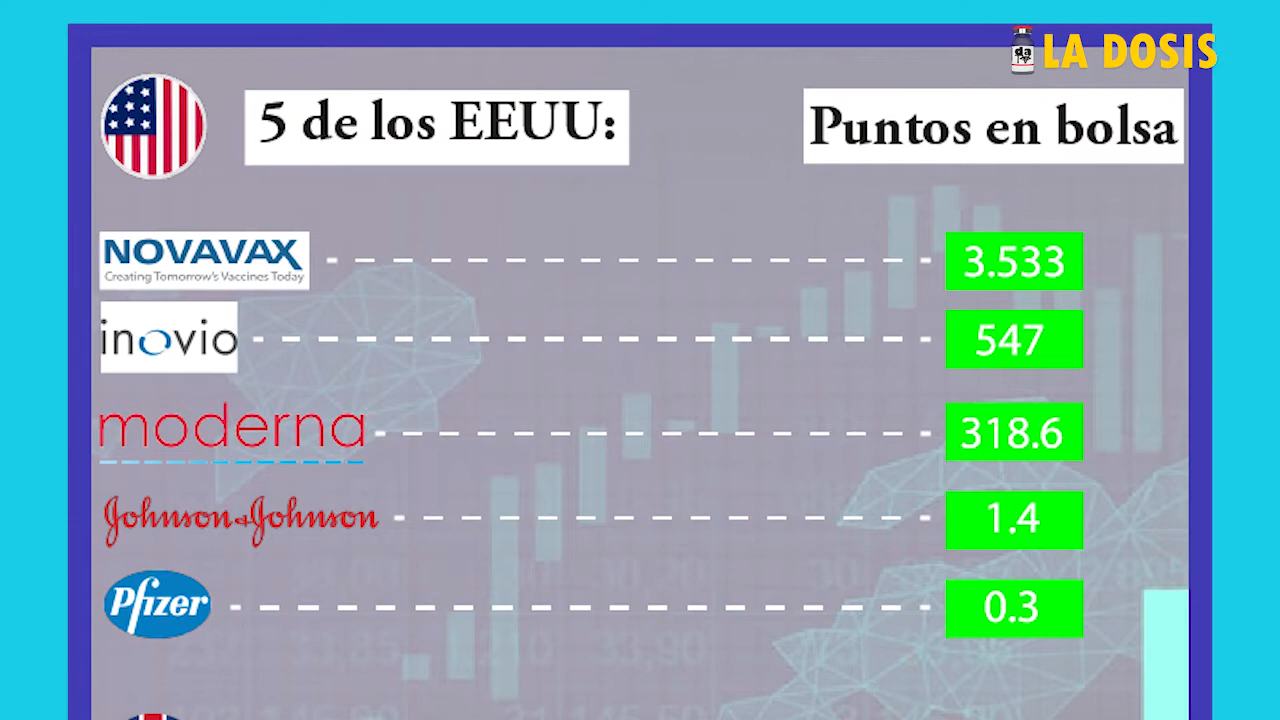 LA DOSIS
5 de los EEUU:
Puntos en bolsa
NOVAVAX
Creating Tomorrow's Vaccines Today
3.533
inovio
547
moderna
318.6
Johnson+Johnson
1.4
Pfizer
0.3